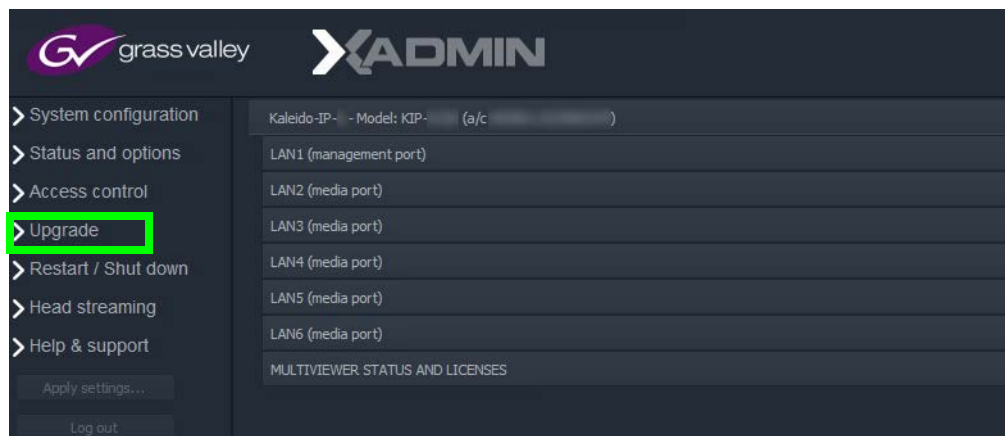 GV grass valley
XADMIN
System configuration
Status and options
Access control
Upgrade
Restart / Shut down
Head streaming
Help & support
Apply settings...
Log out
Kaleido-IP- - Model: KIP- (a/c )
LAN1 (management port)
LAN2 (media port)
LAN3 (media port)
LAN4 (media port)
LAN5 (media port)
LAN6 (media port)
MULTIVIEWER STATUS AND LICENSES